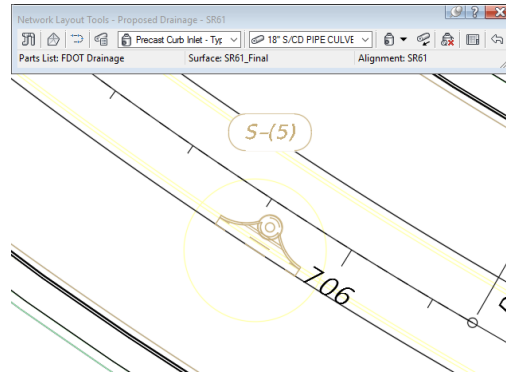 Network Layout Tools - Proposed Drainage - SR61
Precast Curb Inlet - Typ 18" S/CD PIPE CULVE
Parts List: FDOT Drainage Surface: SR61_Final Alignment: SR61
S-(5)
706